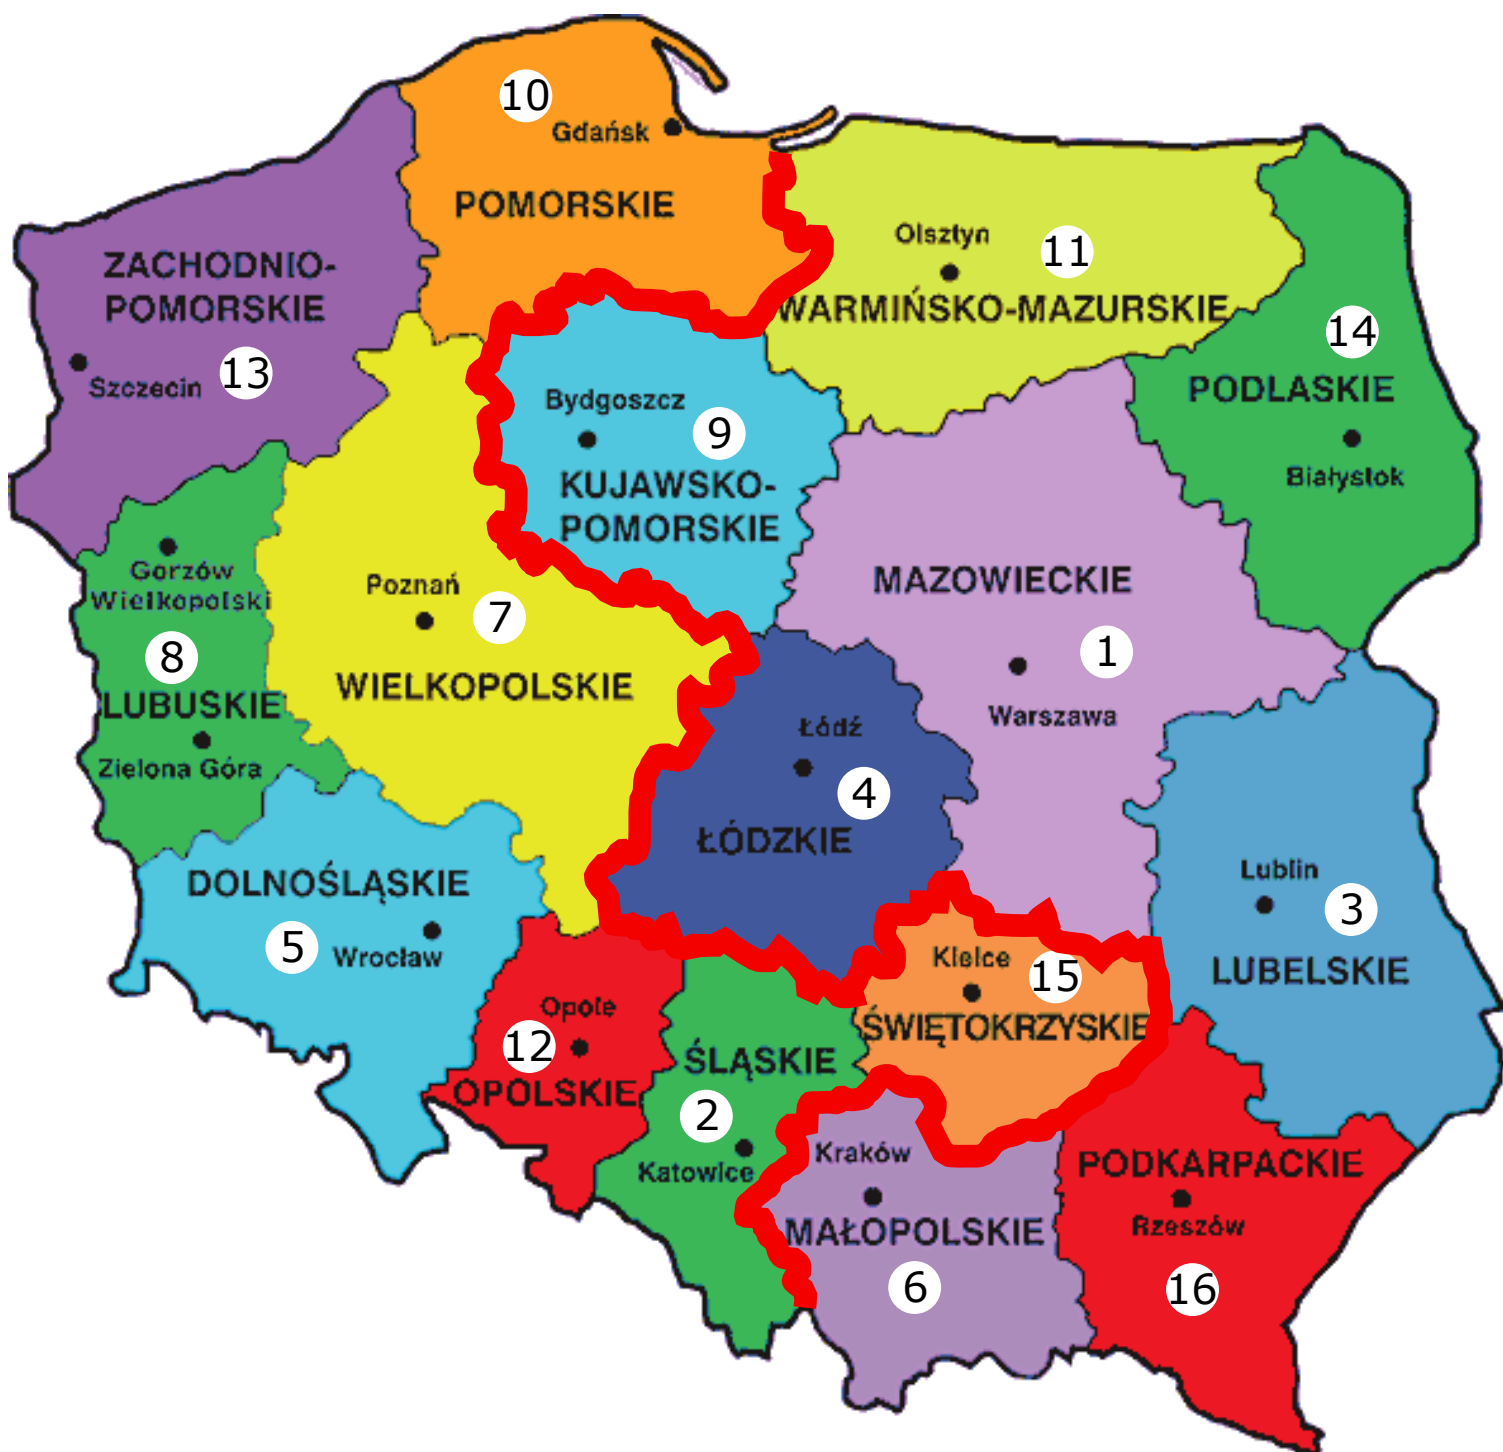 10
Gdańsk
POMORSKIE
ZACHODNIO-
POMORSKIE
13
Szczecin
Olsztyn
11
WARMIŃSKO-MAZURSKIE
14
PODLASKIE
Białystok
Bydgoszcz
9
KUJAWSKO-
POMORSKIE
Gorzów
Wielkopolski
8
LUBUSKIE
Zielona Góra
Poznań
7
WIELKOPOLSKIE
MAZOWIECKIE
1
Warszawa
Łódź
4
ŁÓDZKIE
DOLNOŚLĄSKIE
5
Wrocław
Lublin
3
LUBELSKIE
Kielce
15
ŚWIĘTOKRZYSKIE
Opole
12
OPOLSKIE
ŚLĄSKIE
2
Katowice
Kraków
MAŁOPOLSKIE
6
PODKARPACKIE
Rzeszów
16